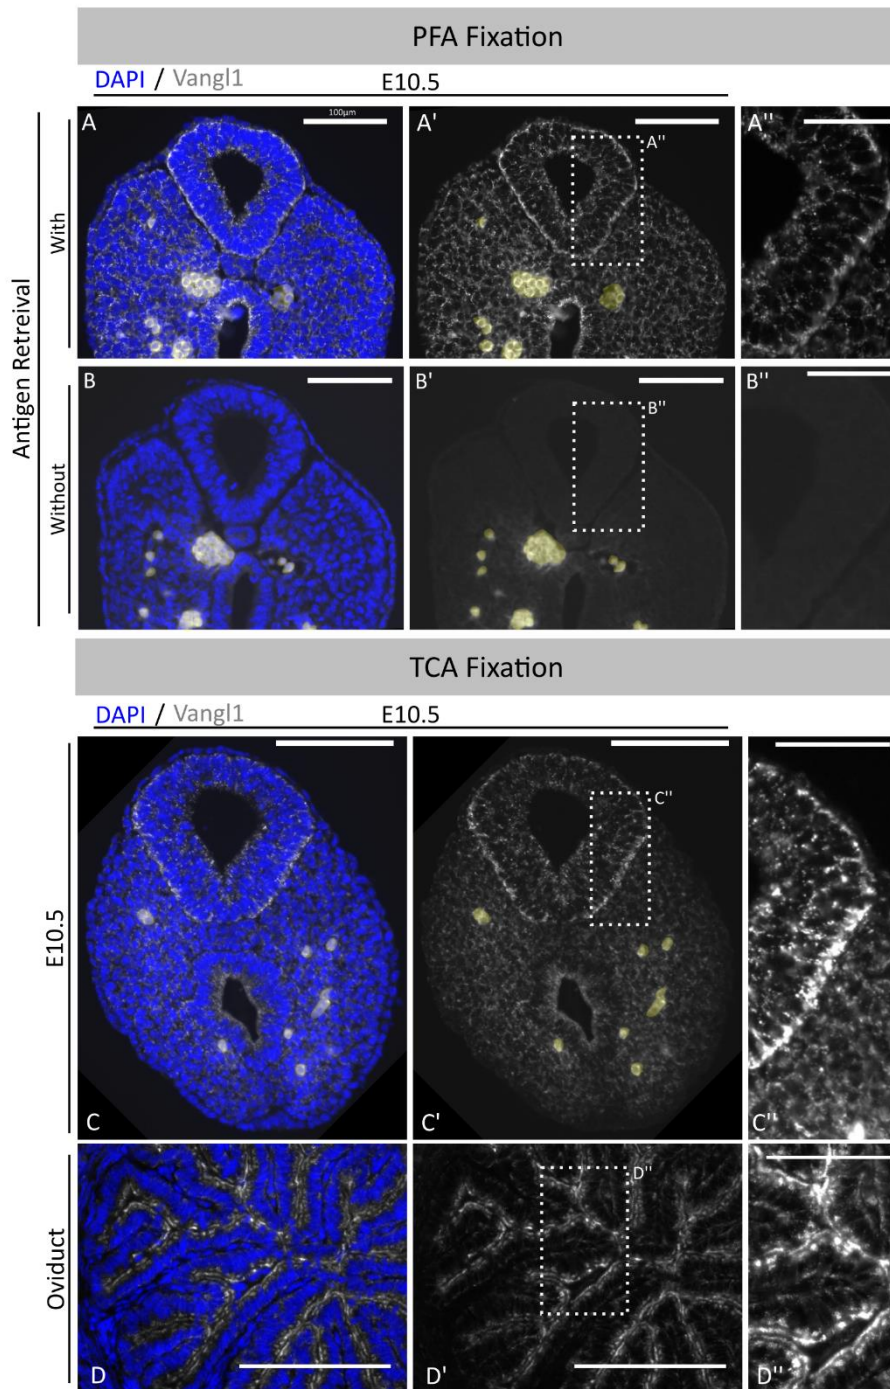 PFA Fixation
DAPI / Vangl1 E10.5
Antigen Retreival
With
A
100µm
A'
A''
A''
Without
B
B'
B''
B''
TCA Fixation
DAPI / Vangl1 E10.5
E10.5
C
C'
C''
C''
Oviduct
D
D'
D''
D''